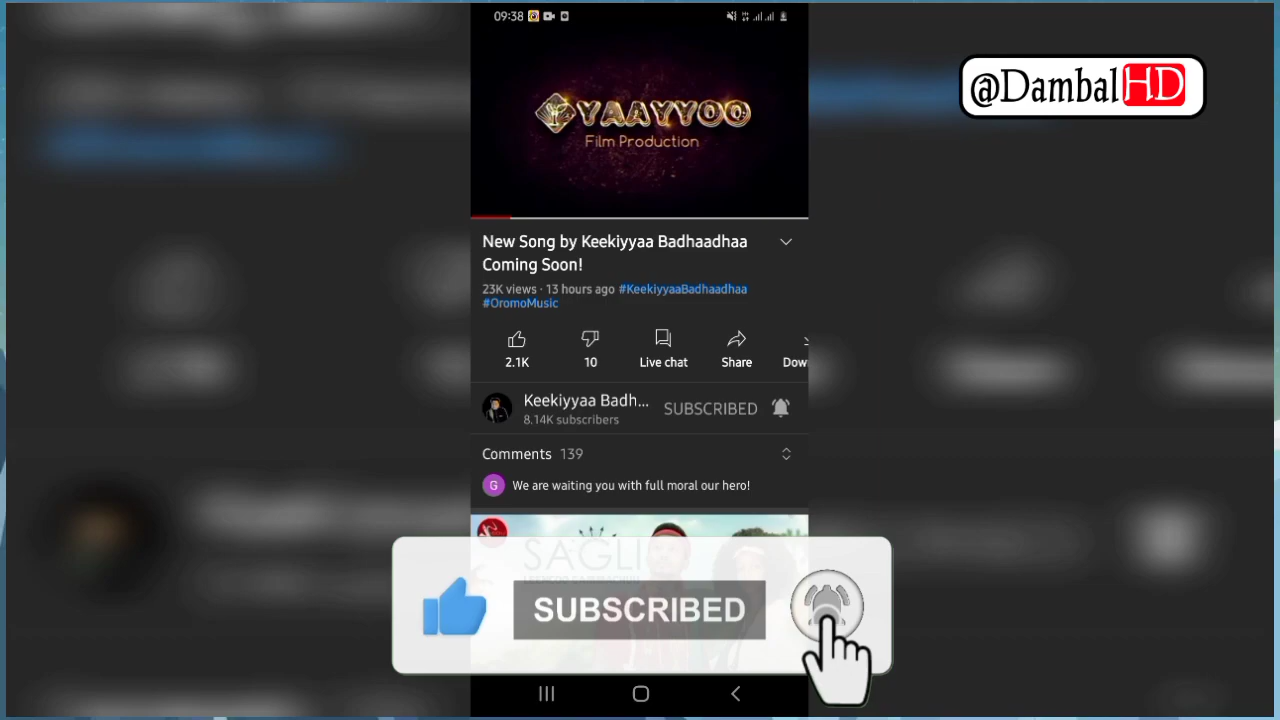 09:38
@DambalHD
YAAYYOO
Film Production
New Song by Keekiyyaa Badhaadhaa
Coming Soon!
23K views · 13 hours ago #KeekiyyaaBadhaadhaa
#OromoMusic
2.1K
10
Live chat
Share
Dow
Keekiyyaa Badh...
SUBSCRIBED
8.14K subscribers
Comments 139
G
We are waiting you with full moral our hero!
SAGLI
SUBSCRIBED